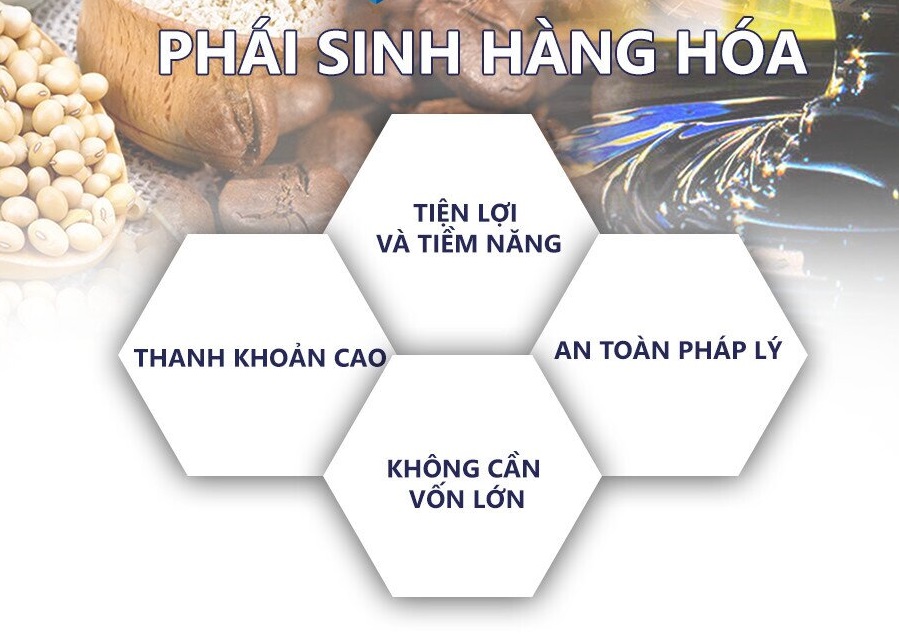 PHÁI SINH HÀNG HÓA
TIỆN LỢI
VÀ TIỀM NĂNG
THANH KHOẢN CAO
AN TOÀN PHÁP LÝ
KHÔNG CẦN
VỐN LỚN